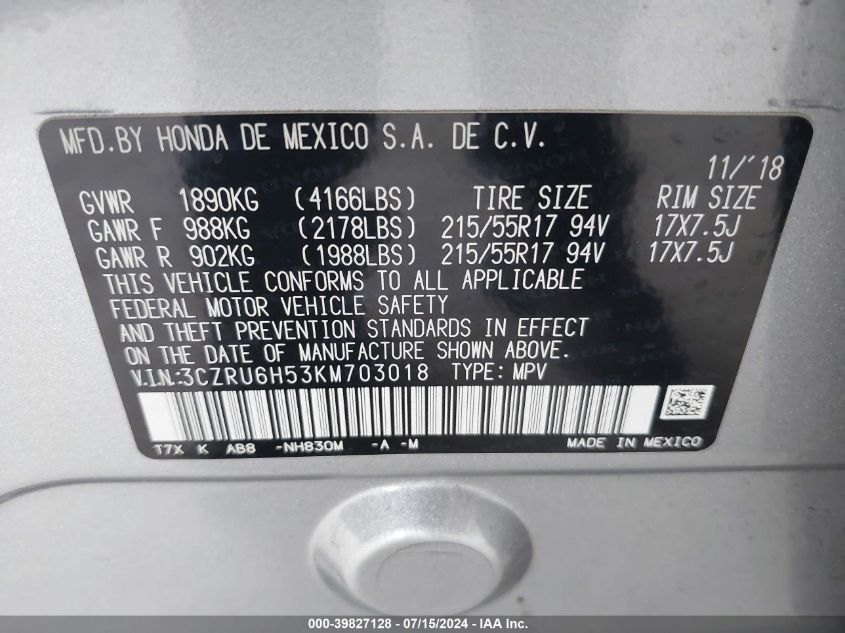 MFD.BY HONDA DE MEXICO S.A. DE C.V.
11/'18
GVWR 1890KG (4166LBS) TIRE SIZE RIM SIZE
GAWR F 988KG (2178LBS) 215/55R17 94V 17X7.5J
GAWR R 902KG (1988LBS) 215/55R17 94V 17X7.5J
THIS VEHICLE CONFORMS TO ALL APPLICABLE
FEDERAL MOTOR VEHICLE SAFETY
AND THEFT PREVENTION STANDARDS IN EFFECT
ON THE DATE OF MANUFACTURE SHOWN ABOVE.
V.I.N.:3CZRU6H53KM703018 TYPE: MPV
T7X K AB8 -NH830M -A -M MADE IN MEXICO
000-39827128 - 07/15/2024 - IAAI Inc.